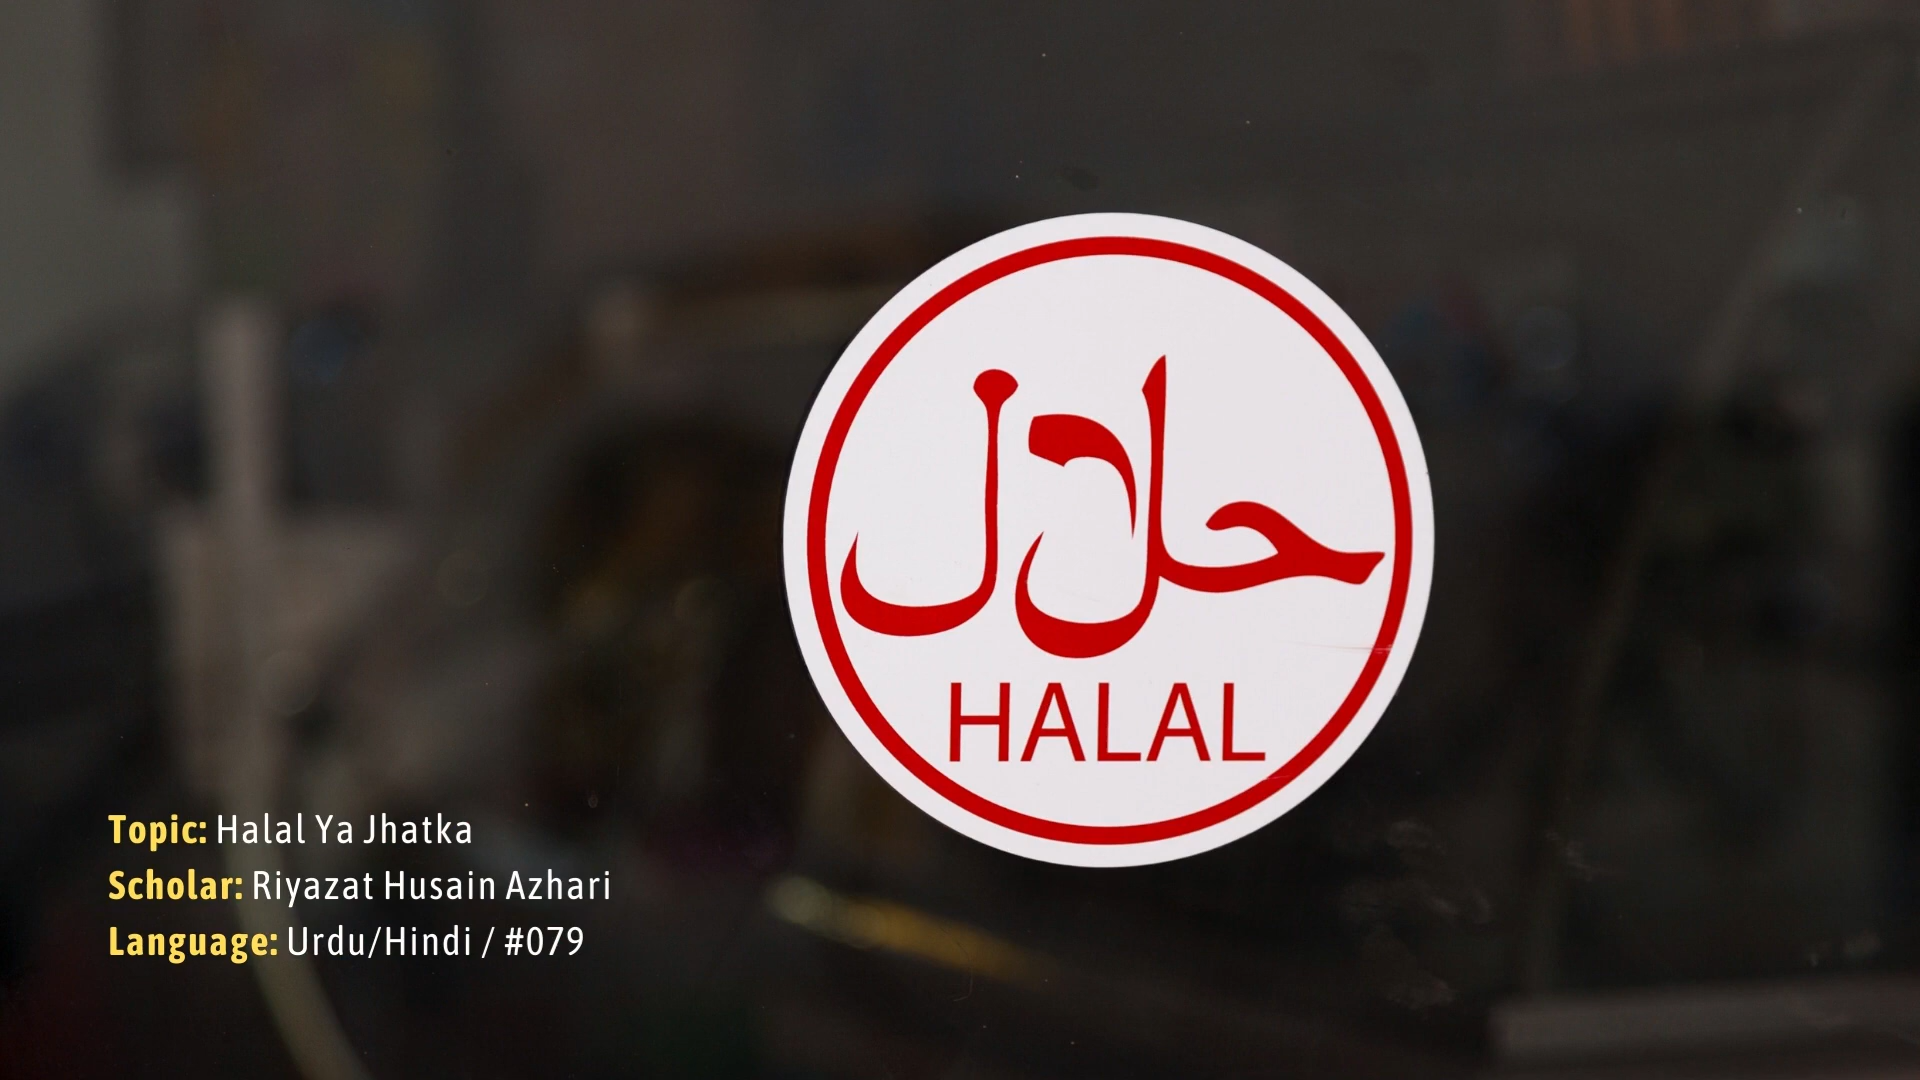 حلال
HALAL
Topic: Halal Ya Jhatka
Scholar: Riyazat Husain Azhari
Language: Urdu/Hindi / #079